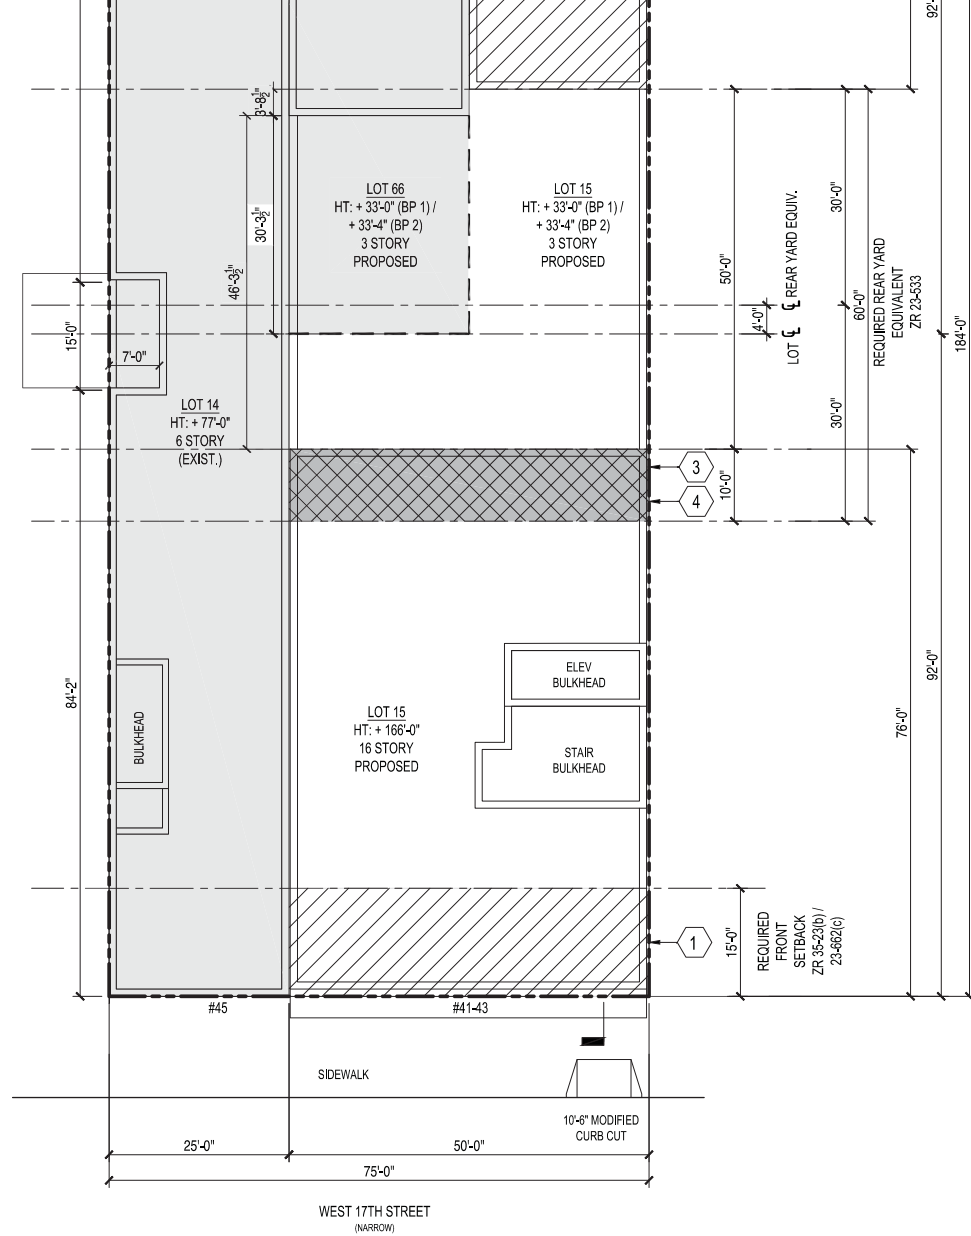 92'-0"
3'-8½"
LOT 66
HT: + 33'-0" (BP 1) /
+ 33'-4" (BP 2)
3 STORY
PROPOSED
LOT 15
HT: + 33'-0" (BP 1) /
+ 33'-4" (BP 2)
3 STORY
PROPOSED
30'-3½"
46'-3½"
50'-0"
4'-0"
LOT ℄
℄ REAR YARD EQUIV.
30'-0"
60'-0"
REQUIRED REAR YARD
EQUIVALENT
ZR 23-533
184'-0"
15'-0"
7'-0"
30'-0"
LOT 14
HT: + 77'-0"
6 STORY
(EXIST.)
3
4
10'-0"
84'-2"
BULKHEAD
ELEV
BULKHEAD
LOT 15
HT: + 166'-0"
16 STORY
PROPOSED
STAIR
BULKHEAD
76'-0"
92'-0"
1
15'-0"
REQUIRED
FRONT
SETBACK
ZR 35-23(b) /
23-662(c)
#45
#41-43
SIDEWALK
10'-6" MODIFIED
CURB CUT
25'-0"
50'-0"
75'-0"
WEST 17TH STREET
(NARROW)